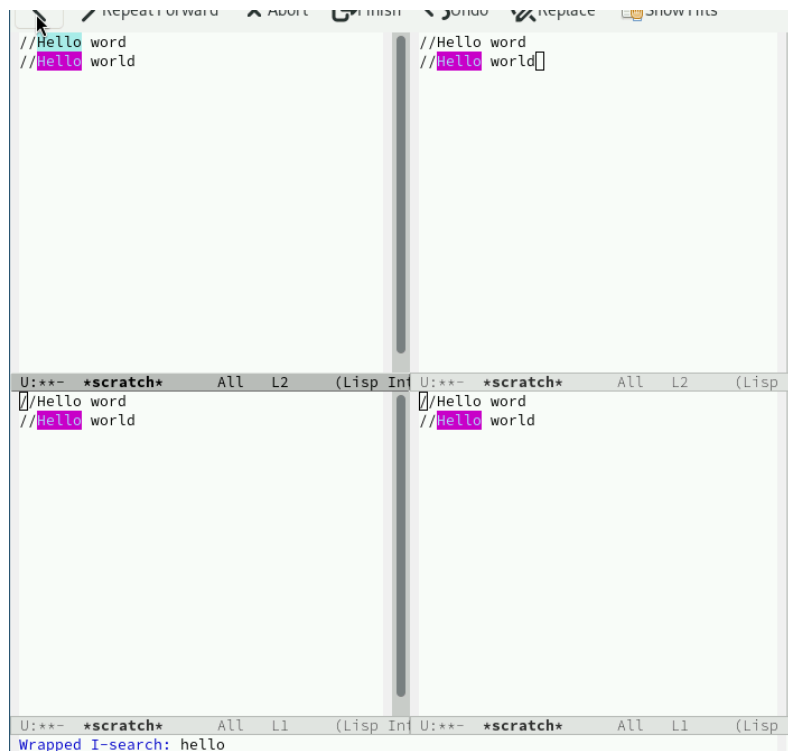 Repeat Forward Abort Finish Undo Replace Show Hits
//Hello word
//Hello world
U:**- *scratch* All L2 (Lisp Int
//Hello word
//Hello world
U:**- *scratch* All L2 (Lisp
//Hello word
//Hello world
U:**- *scratch* All L1 (Lisp Int
//Hello word
//Hello world
U:**- *scratch* All L1 (Lisp
Wrapped I-search: hello